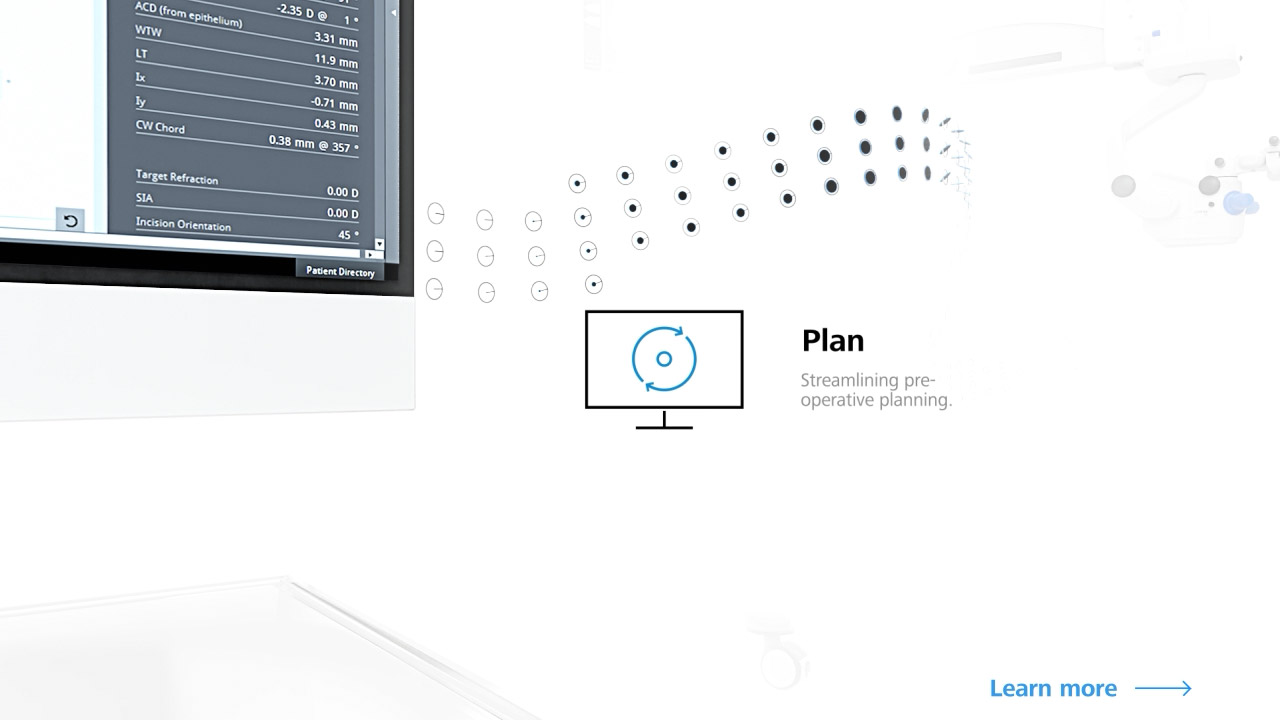 -2.35 D @ 1 °
ACD (from epithelium) 3.31 mm
WTW 11.9 mm
LT 3.70 mm
Ix -0.71 mm
Iy 0.43 mm
CW Chord 0.38 mm @ 357 °
Target Refraction 0.00 D
SIA 0.00 D
Incision Orientation 45 °
Patient Directory
Plan
Streamlining pre-
operative planning.
Learn more